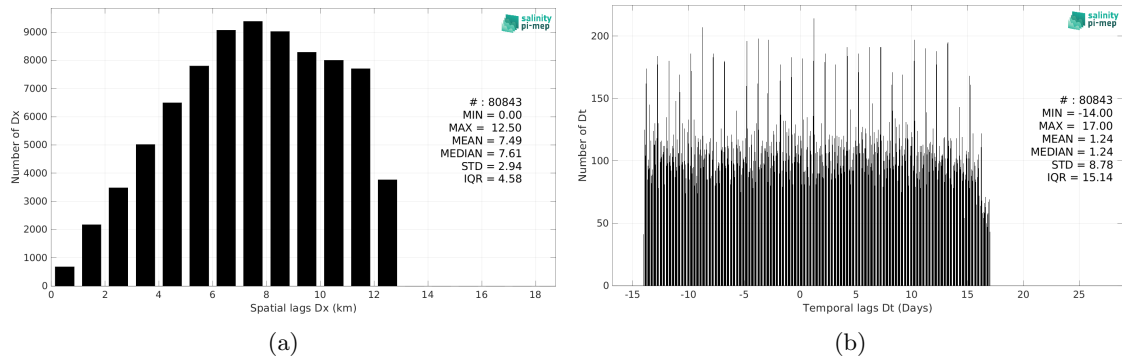 salinity
pi-mep
Number of Dx
9000
8000
7000
6000
5000
4000
3000
2000
1000
0
# : 80843
MIN = 0.00
MAX = 12.50
MEAN = 7.49
MEDIAN = 7.61
STD = 2.94
IQR = 4.58
0 2 4 6 8 10 12 14 16 18
Spatial lags Dx (km)
(a)
salinity
pi-mep
Number of Dt
200
150
100
50
0
# : 80843
MIN = -14.00
MAX = 17.00
MEAN = 1.24
MEDIAN = 1.24
STD = 8.78
IQR = 15.14
-15 -10 -5 0 5 10 15 20 25
Temporal lags Dt (Days)
(b)